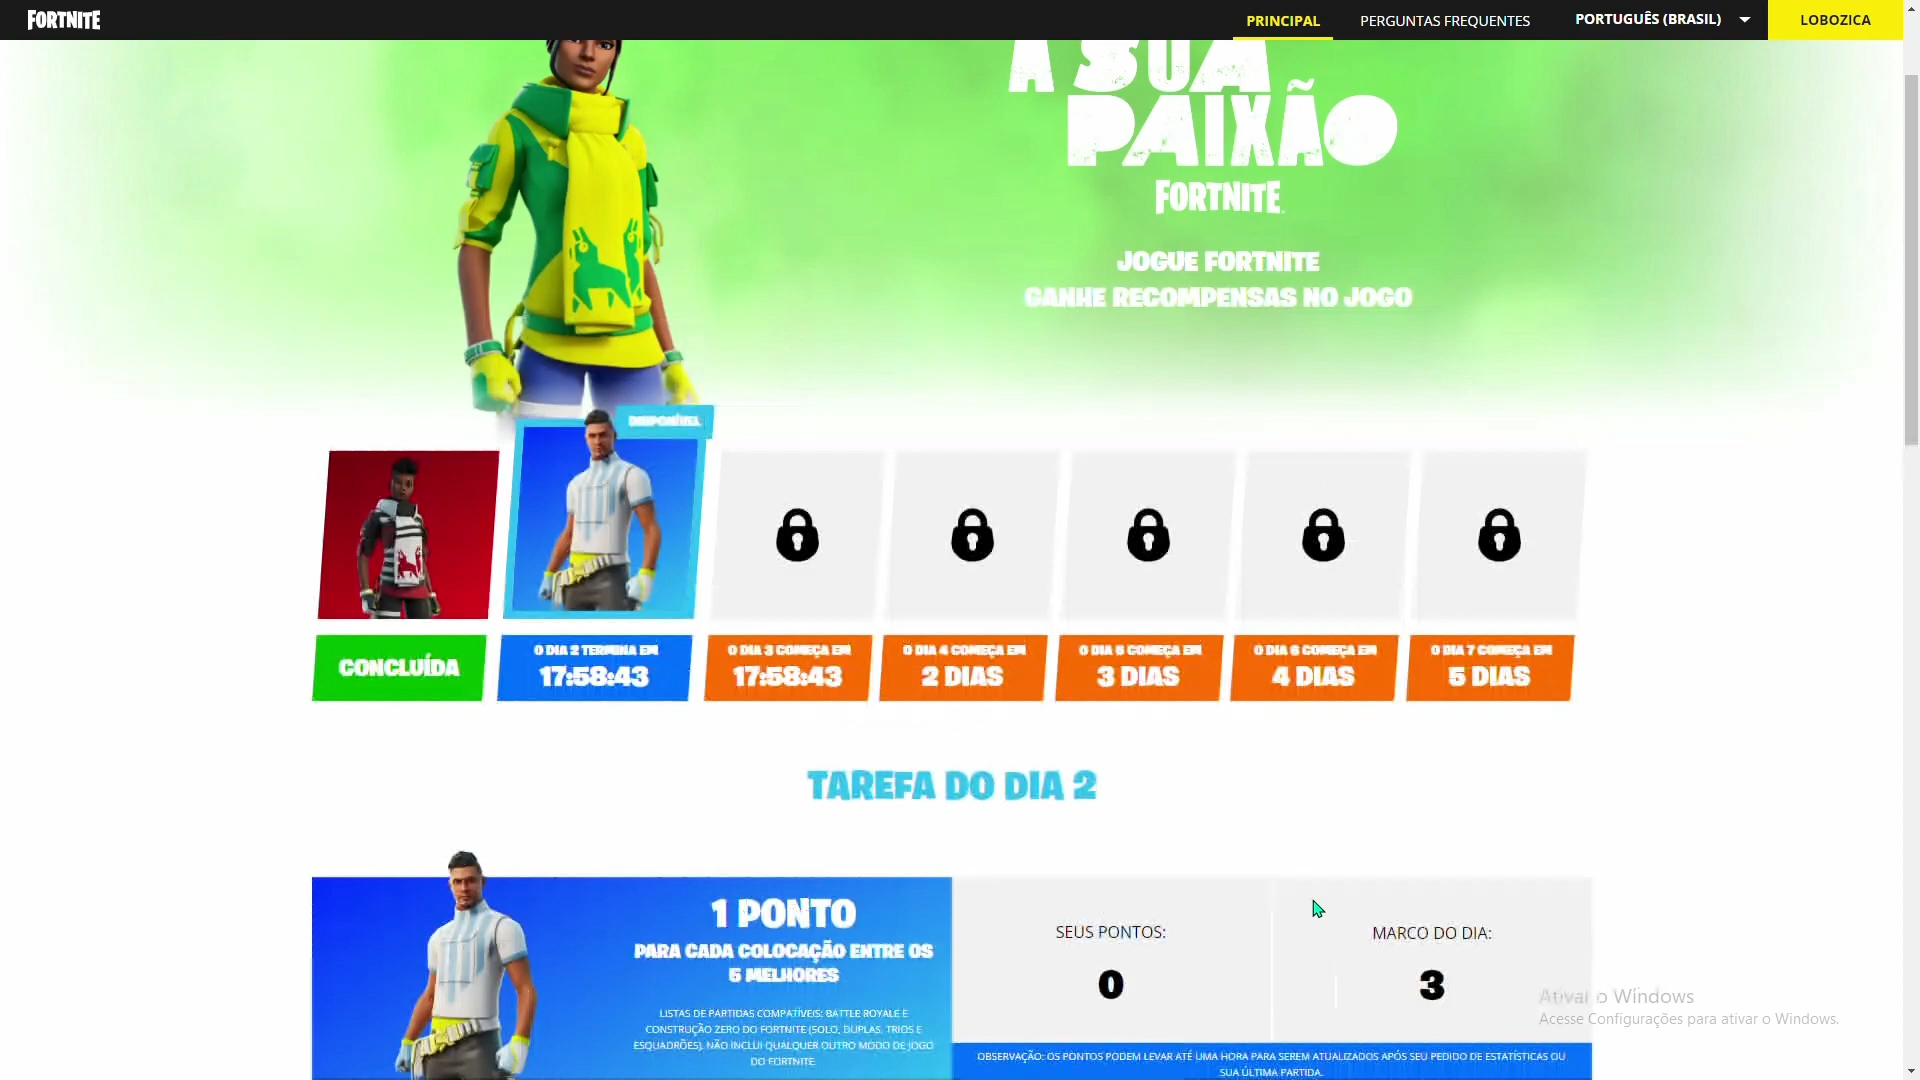 FORTNITE
PRINCIPAL
PERGUNTAS FREQUENTES
PORTUGUÊS (BRASIL)
LOBOZICA
A SUA
PAIXÃO
FORTNITE
JOGUE FORTNITE
GANHE RECOMPENSAS NO JOGO
DISPONÍVEL
CONCLUÍDA
O DIA 2 TERMINA EM
17:58:43
O DIA 3 COMEÇA EM
17:58:43
O DIA 4 COMEÇA EM
2 DIAS
O DIA 5 COMEÇA EM
3 DIAS
O DIA 6 COMEÇA EM
4 DIAS
O DIA 7 COMEÇA EM
5 DIAS
TAREFA DO DIA 2
1 PONTO
PARA CADA COLOCAÇÃO ENTRE OS
5 MELHORES
LISTAS DE PARTIDAS COMPATÍVEIS: BATTLE ROYALE E
CONSTRUÇÃO ZERO DO FORTNITE (SOLO, DUPLAS, TRIOS E
ESQUADRÕES). NÃO INCLUI QUALQUER OUTRO MODO DE JOGO
DO FORTNITE.
SEUS PONTOS:
0
MARCO DO DIA:
3
OBSERVAÇÃO: OS PONTOS PODEM LEVAR ATÉ UMA HORA PARA SEREM ATUALIZADOS APÓS SEU PEDIDO DE ESTATÍSTICAS OU
SUA ÚLTIMA PARTIDA.
Ativar o Windows
Acesse Configurações para ativar o Windows.